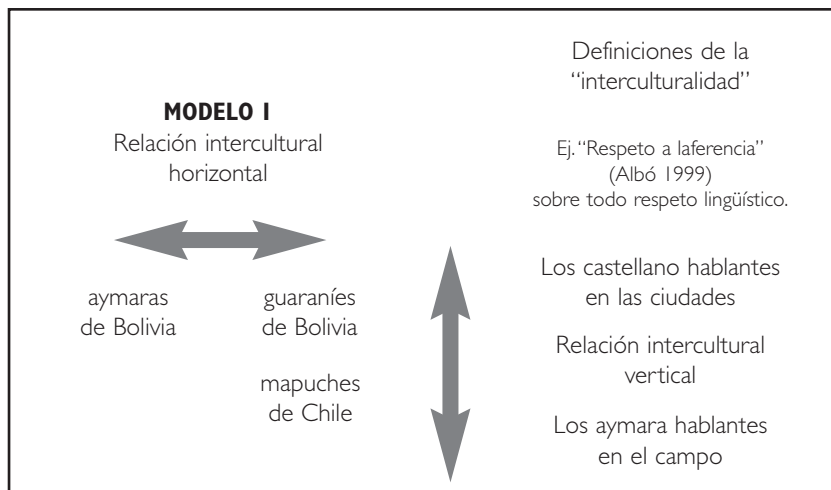 MODELO I
Relación intercultural
horizontal
aymaras
de Bolivia
guaraníes
de Bolivia
mapuches
de Chile
Definiciones de la
“interculturalidad”
Ej. “Respeto a laferencia”
(Albó 1999)
sobre todo respeto lingüístico.
Los castellano hablantes
en las ciudades
Relación intercultural
vertical
Los aymara hablantes
en el campo